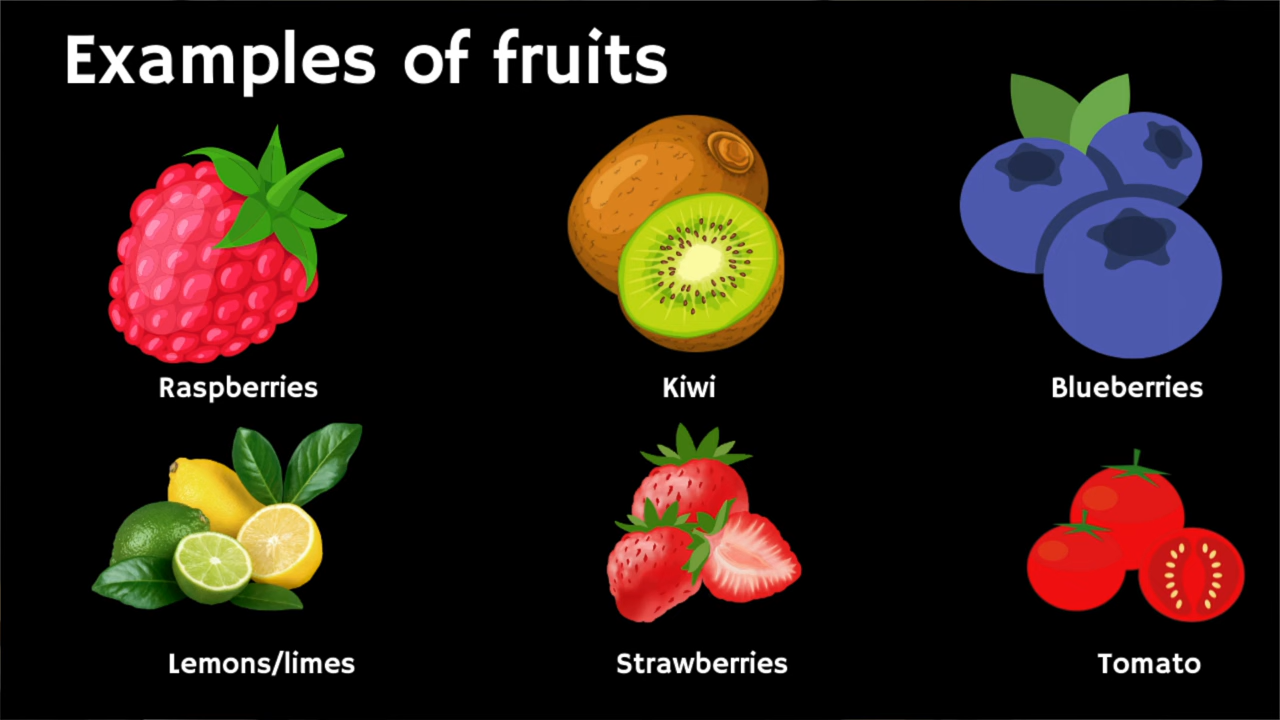 Examples of fruits
Raspberries
Kiwi
Blueberries
Lemons/limes
Strawberries
Tomato